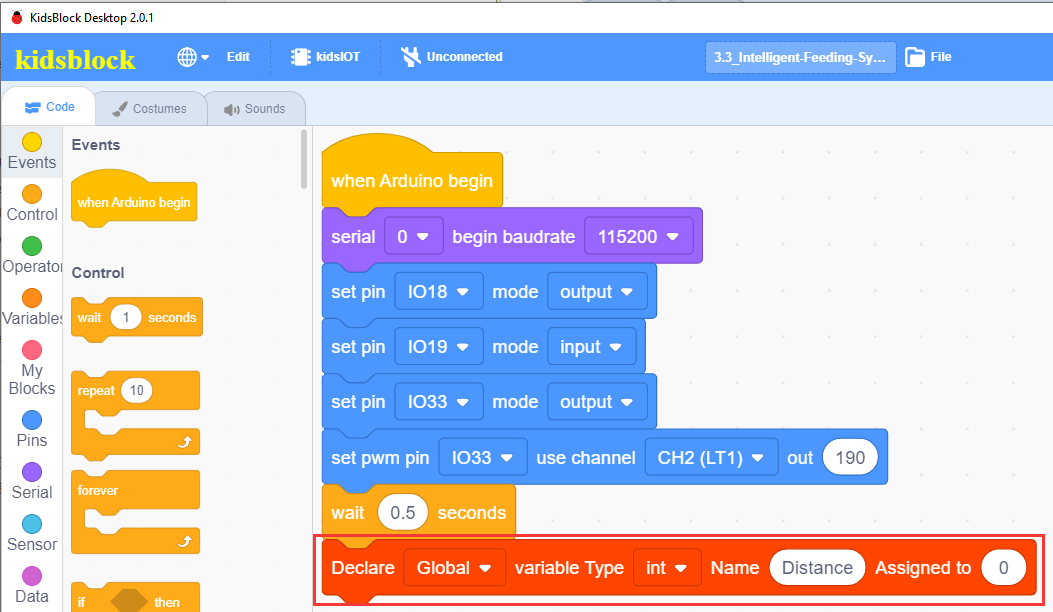 KidsBlock Desktop 2.0.1
kidsblock Edit kidsIOT Unconnected 3.3_Intelligent-Feeding-Sy... File
Code Costumes Sounds
Events
Control
Operator
Variables
My
Blocks
Pins
Serial
Sensor
Data
Events
when Arduino begin
Control
wait 1 seconds
repeat 10
forever
if then
when Arduino begin
serial 0 begin baudrate 115200
set pin IO18 mode output
set pin IO19 mode input
set pin IO33 mode output
set pwm pin IO33 use channel CH2 (LT1) out 190
wait 0.5 seconds
Declare Global variable Type int Name Distance Assigned to 0